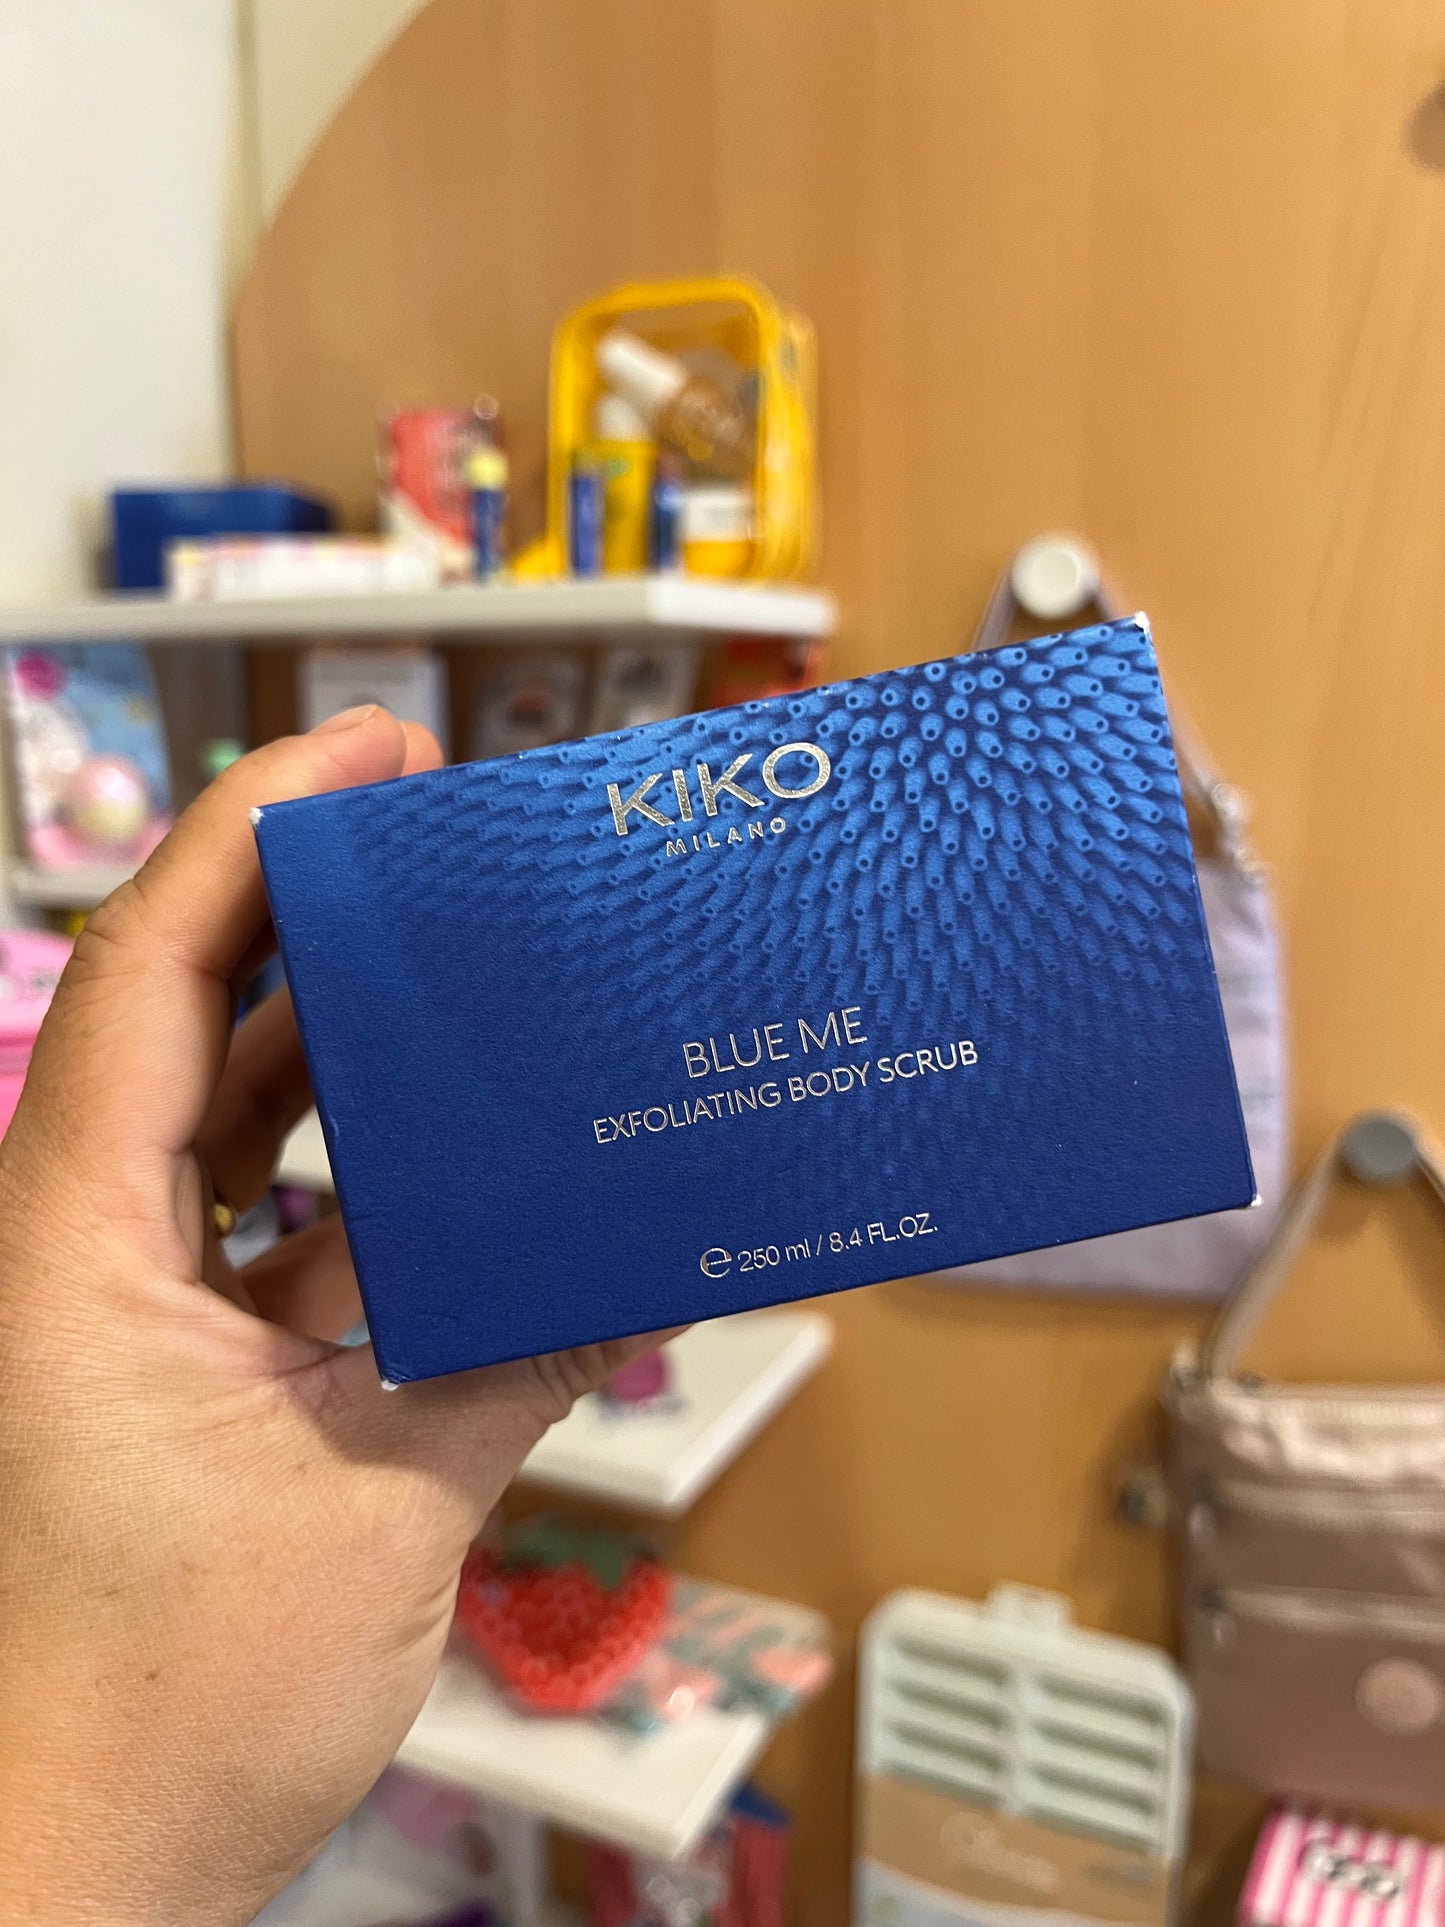 KIKO
MILANO
BLUE ME
EXFOLIATING BODY SCRUB
℮ 250 ml / 8.4 FL.OZ.